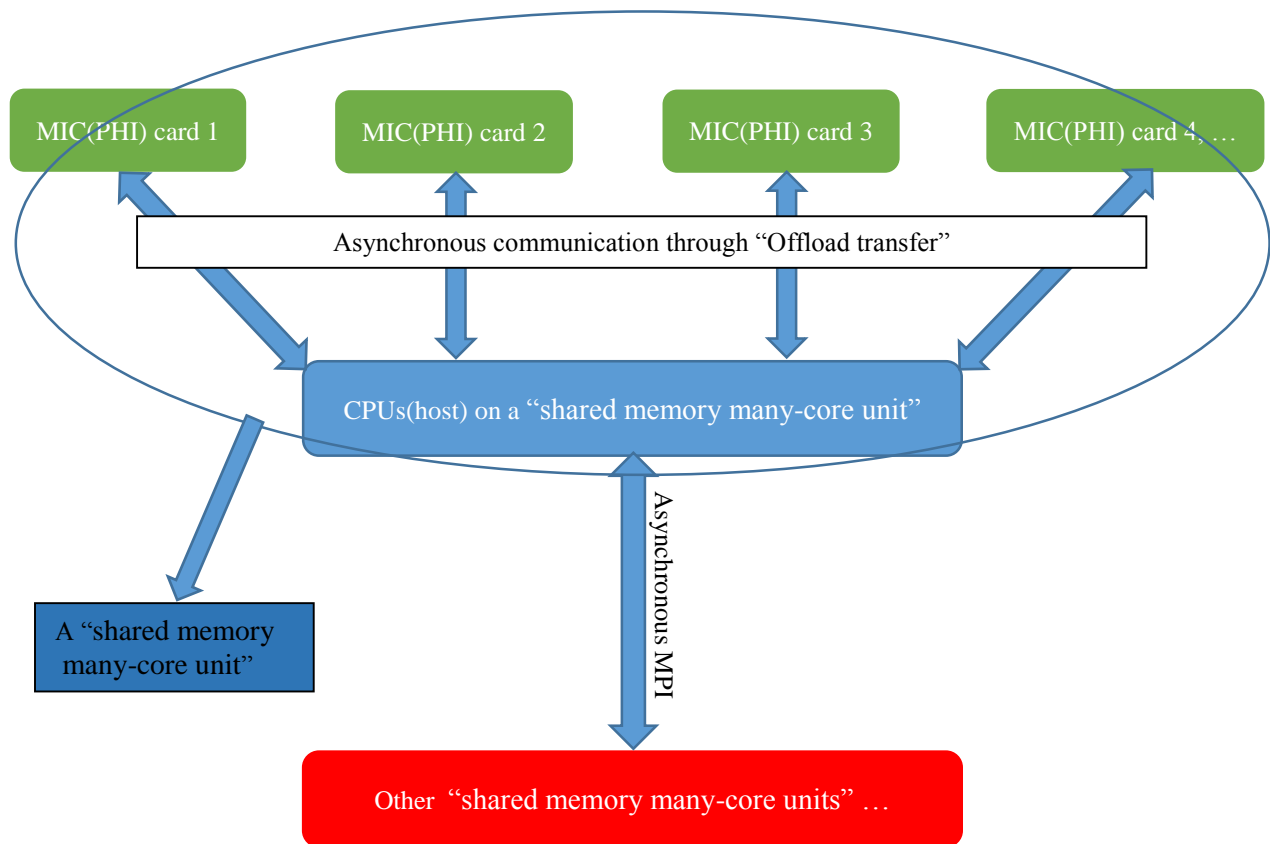 MIC(PHI) card 1
MIC(PHI) card 2
MIC(PHI) card 3
MIC(PHI) card 4, …
Asynchronous communication through “Offload transfer”
CPUs(host) on a “shared memory many-core unit”
Asynchronous MPI
A “shared memory
many-core unit”
Other “shared memory many-core units” …